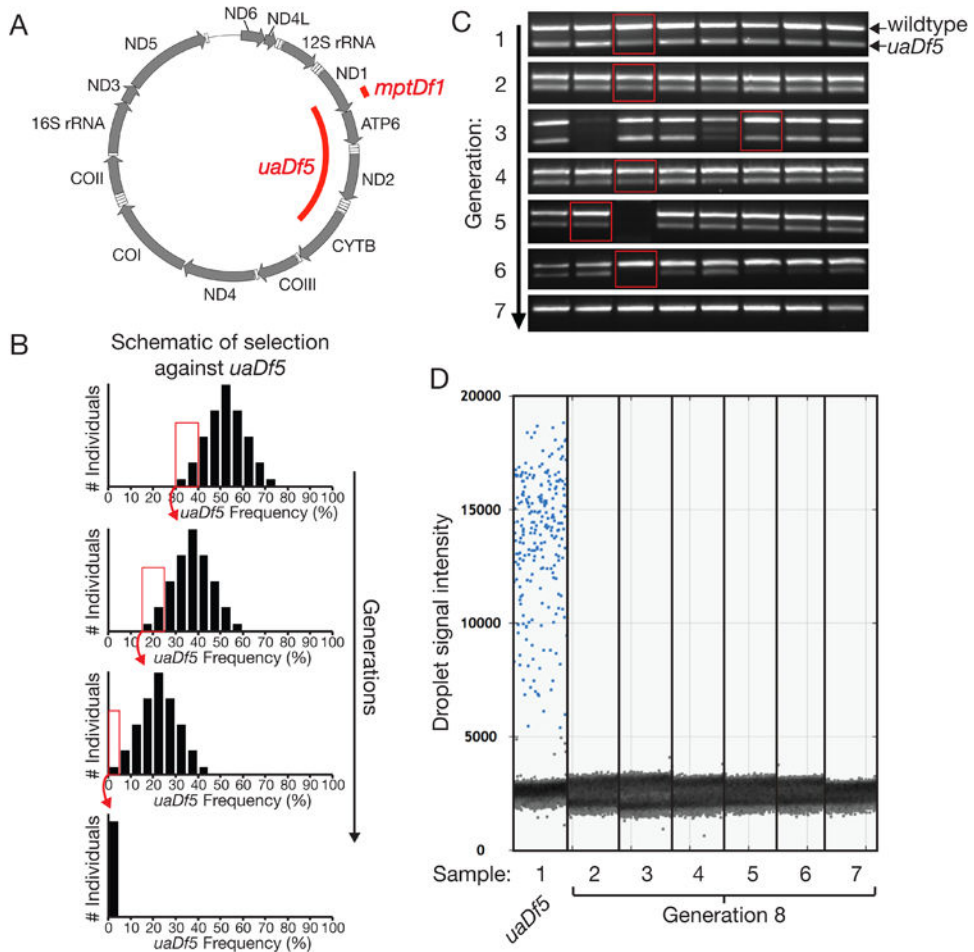 A
ND6
ND4L
12S rRNA
ND5
ND1
mptDf1
ND3
ATP6
16S rRNA
uaDf5
ND2
COII
CYTB
COI
COIII
ND4
B
Schematic of selection
against uaDf5
# Individuals
0 10 20 30 40 50 60 70 80 90 100
uaDf5 Frequency (%)
# Individuals
0 10 20 30 40 50 60 70 80 90 100
uaDf5 Frequency (%)
# Individuals
0 10 20 30 40 50 60 70 80 90 100
uaDf5 Frequency (%)
# Individuals
0 10 20 30 40 50 60 70 80 90 100
uaDf5 Frequency (%)
Generations
C
wildtype
uaDf5
Generation:
1
2
3
4
5
6
7
D
Droplet signal intensity
20000
15000
10000
5000
0
Sample: 1 2 3 4 5 6 7
uaDf5
Generation 8